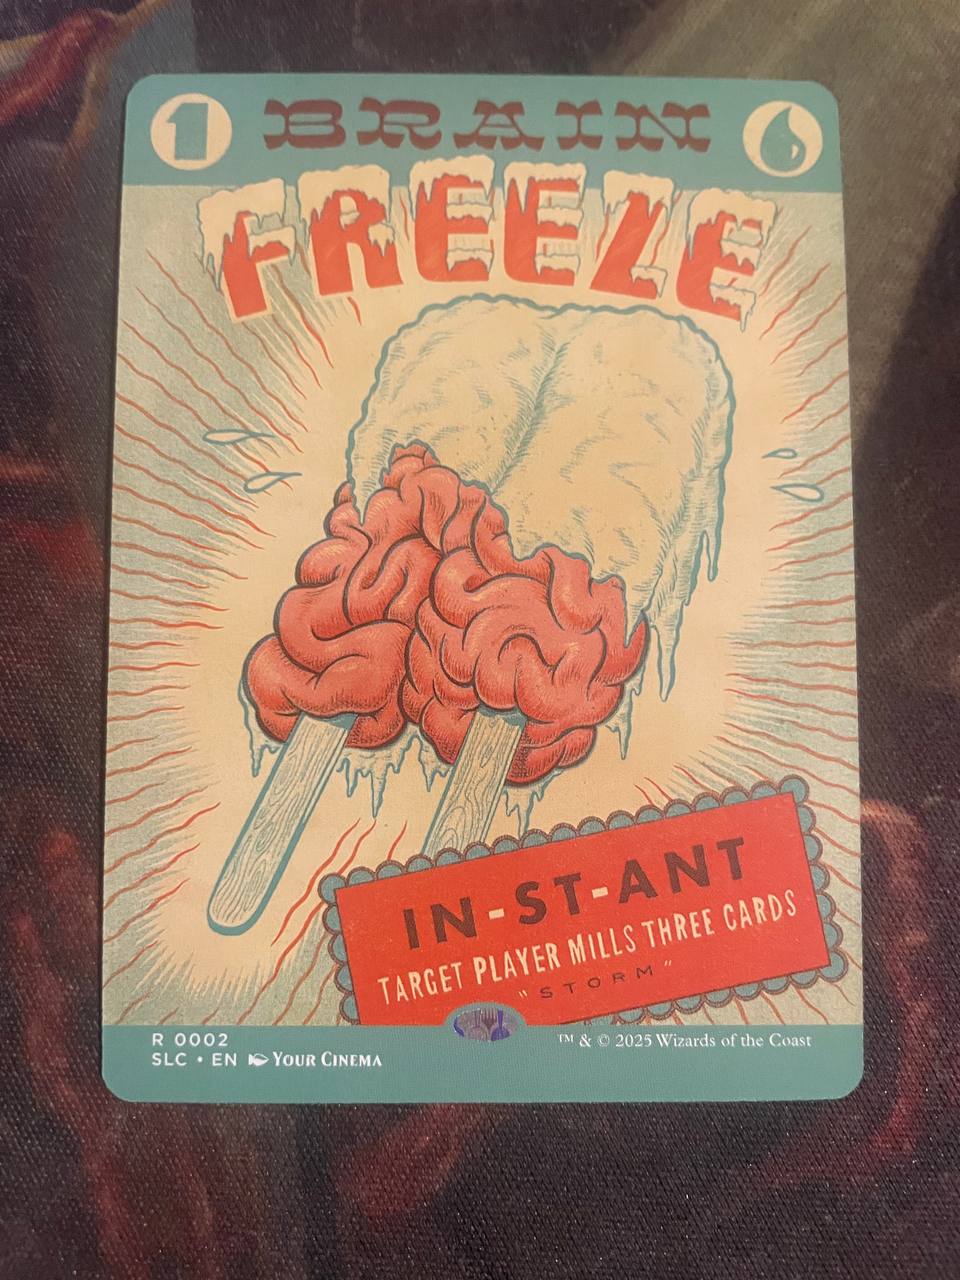 1 BRAIN
FREEZE
IN-ST-ANT
TARGET PLAYER MILLS THREE CARDS
"STORM"
R 0002
SLC • EN YOUR CINEMA
™ & © 2025 Wizards of the Coast